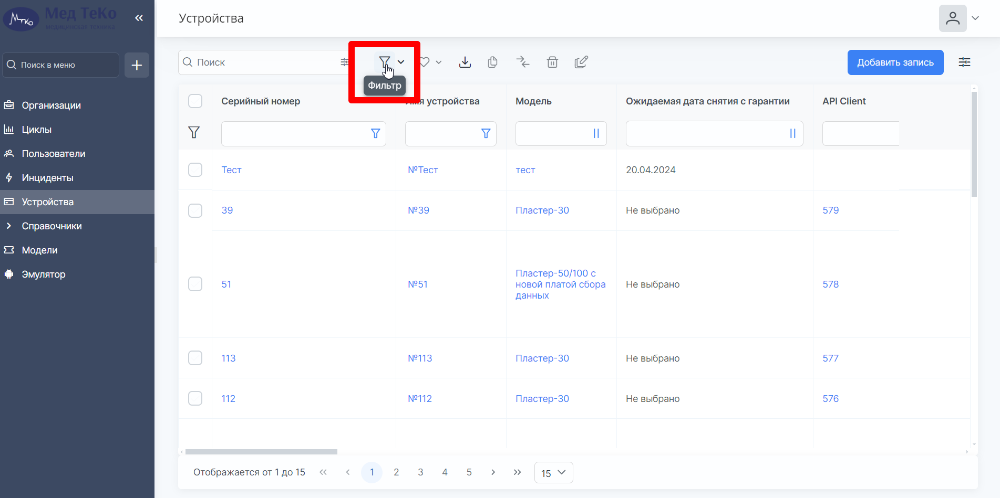 Мед ТеКо
медицинская техника
Устройства
Поиск в меню
Поиск
Добавить запись
Фильтр
Организации
Циклы
Пользователи
Инциденты
Устройства
Справочники
Модели
Эмулятор
Серийный номер
устройства
Модель
Ожидаемая дата снятия с гарантии
API Client
Тест
№Тест
тест
20.04.2024
39
№39
Пластер-30
Не выбрано
579
51
№51
Пластер-50/100 с
новой платой сбора
данных
Не выбрано
578
113
№113
Пластер-30
Не выбрано
577
112
№112
Пластер-30
Не выбрано
576
Отображается от 1 до 15
1
2
3
4
5
15